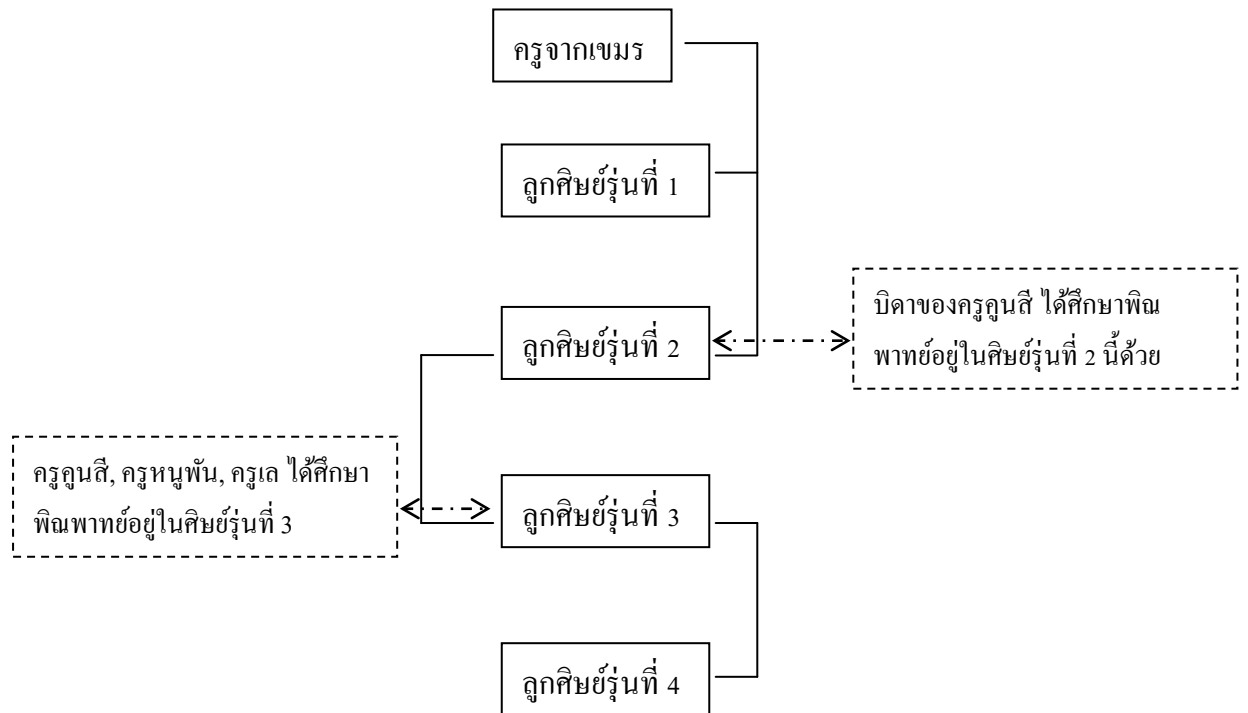 ครูจากเขมร
ลูกศิษย์รุ่นที่ 1
ลูกศิษย์รุ่นที่ 2
บิดาของครูคูนสี ได้ศึกษาพิณ
พาทย์อยู่ในศิษย์รุ่นที่ 2 นี้ด้วย
ครูคูนสี, ครูหนูพัน, ครูเล ได้ศึกษา
พิณพาทย์อยู่ในศิษย์รุ่นที่ 3
ลูกศิษย์รุ่นที่ 3
ลูกศิษย์รุ่นที่ 4